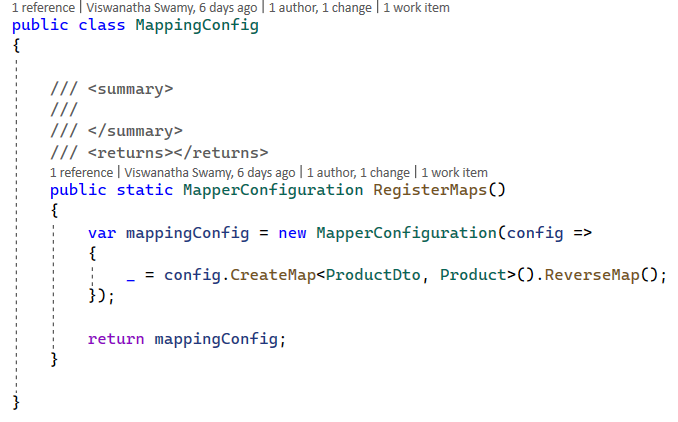 1 reference | Viswanatha Swamy, 6 days ago | 1 author, 1 change | 1 work item
public class MappingConfig
{
/// <summary>
///
/// </summary>
/// <returns></returns>
1 reference | Viswanatha Swamy, 6 days ago | 1 author, 1 change | 1 work item
public static MapperConfiguration RegisterMaps()
{
var mappingConfig = new MapperConfiguration(config =>
{
_ = config.CreateMap<ProductDto, Product>().ReverseMap();
});
return mappingConfig;
}
}